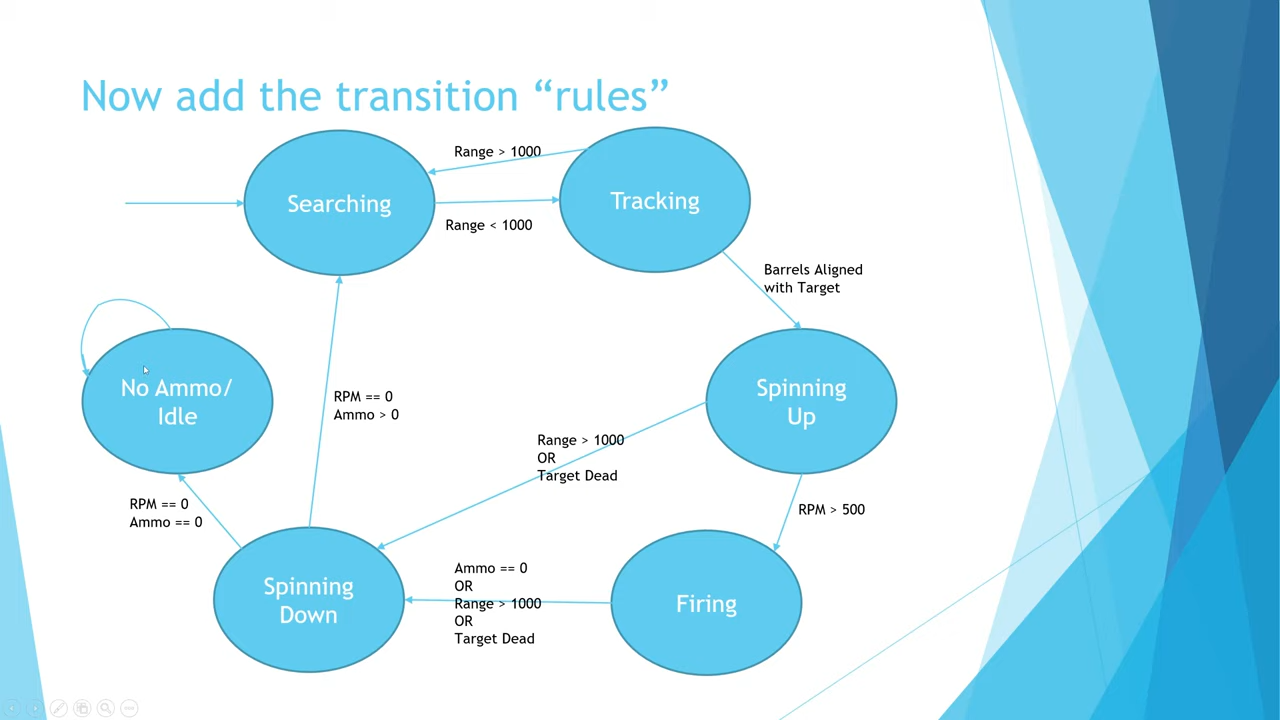 Now add the transition “rules”
Range > 1000
Searching
Tracking
Range < 1000
Barrels Aligned
with Target
No Ammo/
Idle
RPM == 0
Ammo > 0
Spinning
Up
Range > 1000
OR
Target Dead
RPM == 0
Ammo == 0
RPM > 500
Spinning
Down
Ammo == 0
OR
Range > 1000
OR
Target Dead
Firing